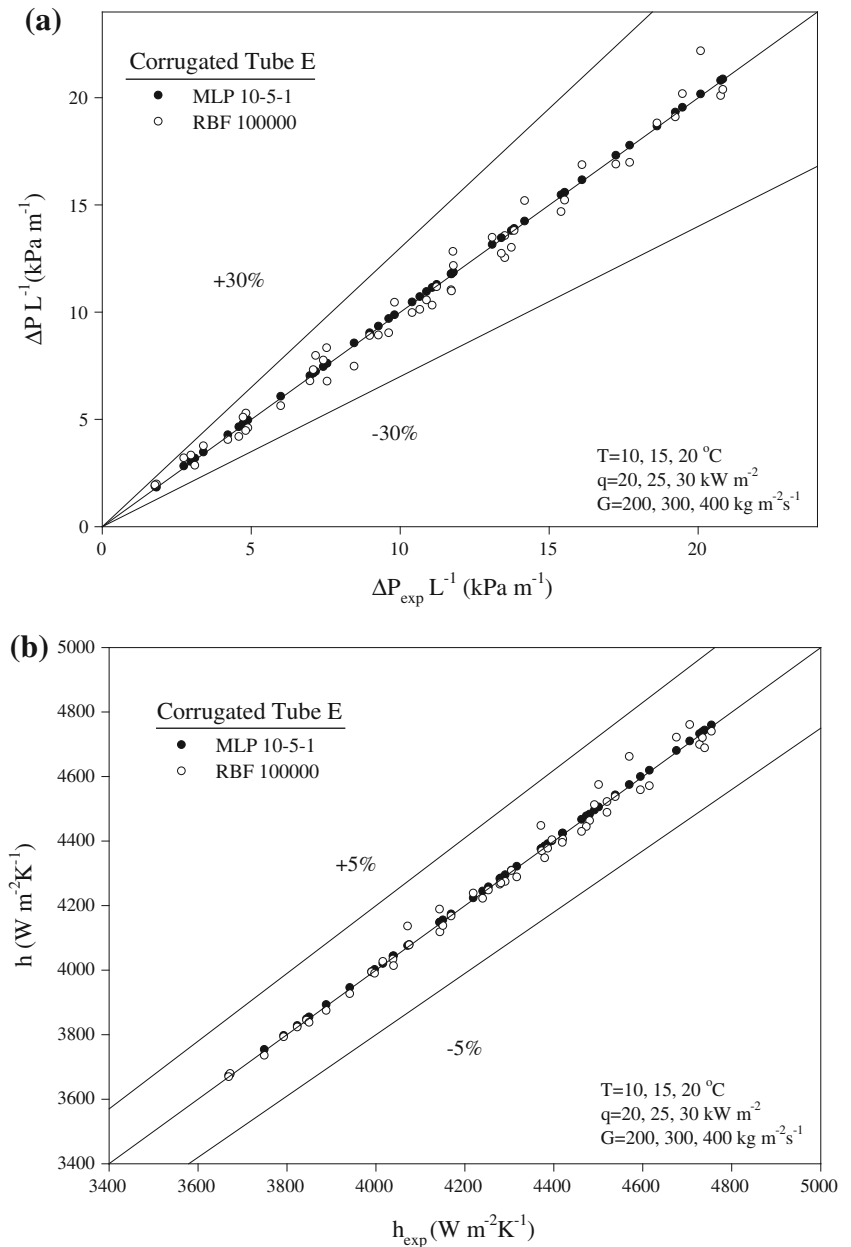 (a)
Corrugated Tube E
MLP 10-5-1
RBF 100000
ΔP L⁻¹ (kPa m⁻¹)
20
15
10
5
0
+30%
-30%
T=10, 15, 20 °C
q=20, 25, 30 kW m⁻²
G=200, 300, 400 kg m⁻²s⁻¹
0 5 10 15 20
ΔP_exp L⁻¹ (kPa m⁻¹)
(b)
Corrugated Tube E
MLP 10-5-1
RBF 100000
h (W m⁻²K⁻¹)
5000
4800
4600
4400
4200
4000
3800
3600
3400
+5%
-5%
T=10, 15, 20 °C
q=20, 25, 30 kW m⁻²
G=200, 300, 400 kg m⁻²s⁻¹
3400 3600 3800 4000 4200 4400 4600 4800 5000
h_exp (W m⁻²K⁻¹)